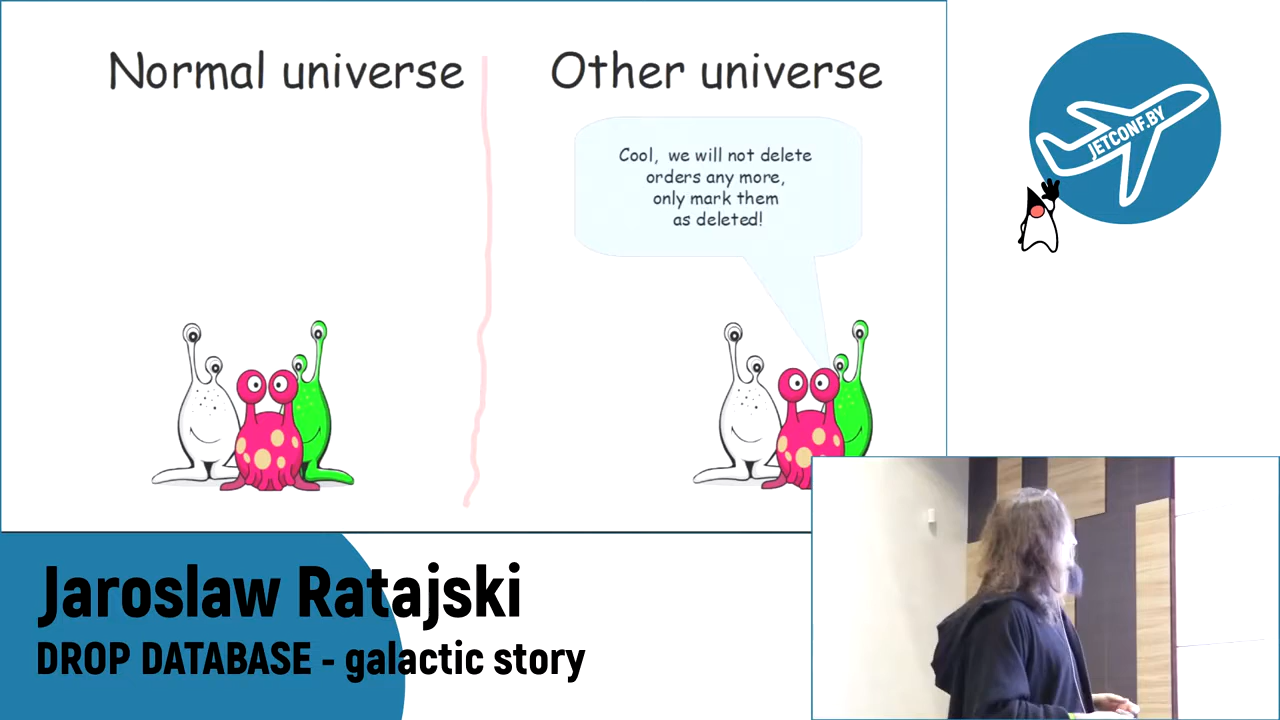 Normal universe
Other universe
Cool, we will not delete
orders any more,
only mark them
as deleted!
JETCONF.BY
Jaroslaw Ratajski
DROP DATABASE - galactic story